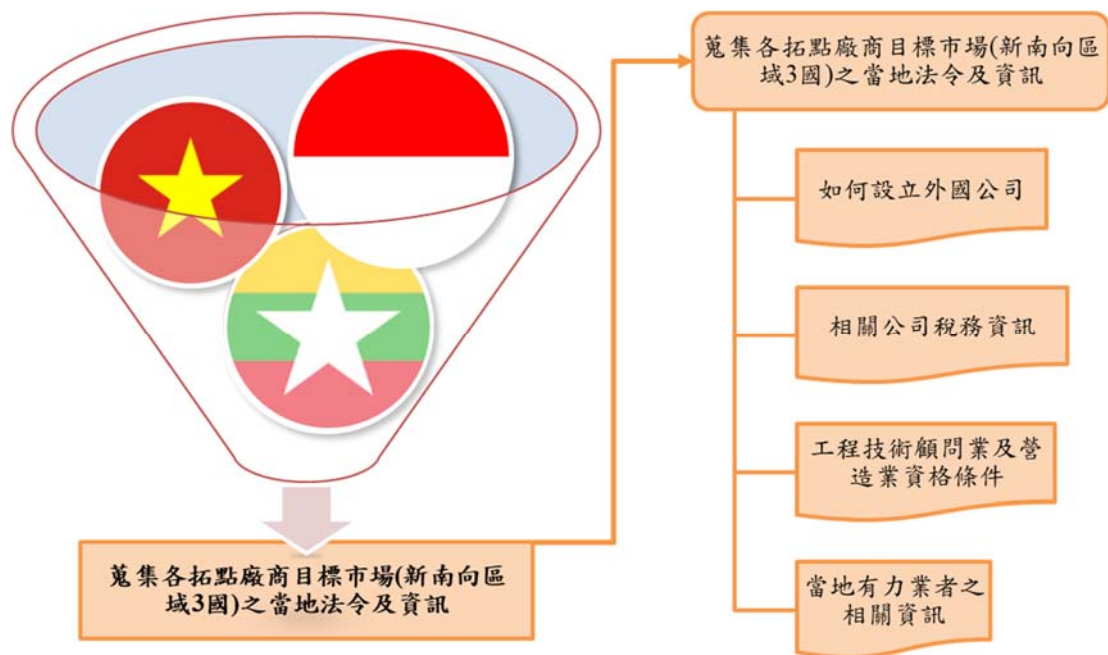 蒐集各拓點廠商目標市場(新南向區
域3國)之當地法令及資訊
蒐集各拓點廠商目標市場(新南向區
域3國)之當地法令及資訊
如何設立外國公司
相關公司稅務資訊
工程技術顧問業及營
造業資格條件
當地有力業者之
相關資訊